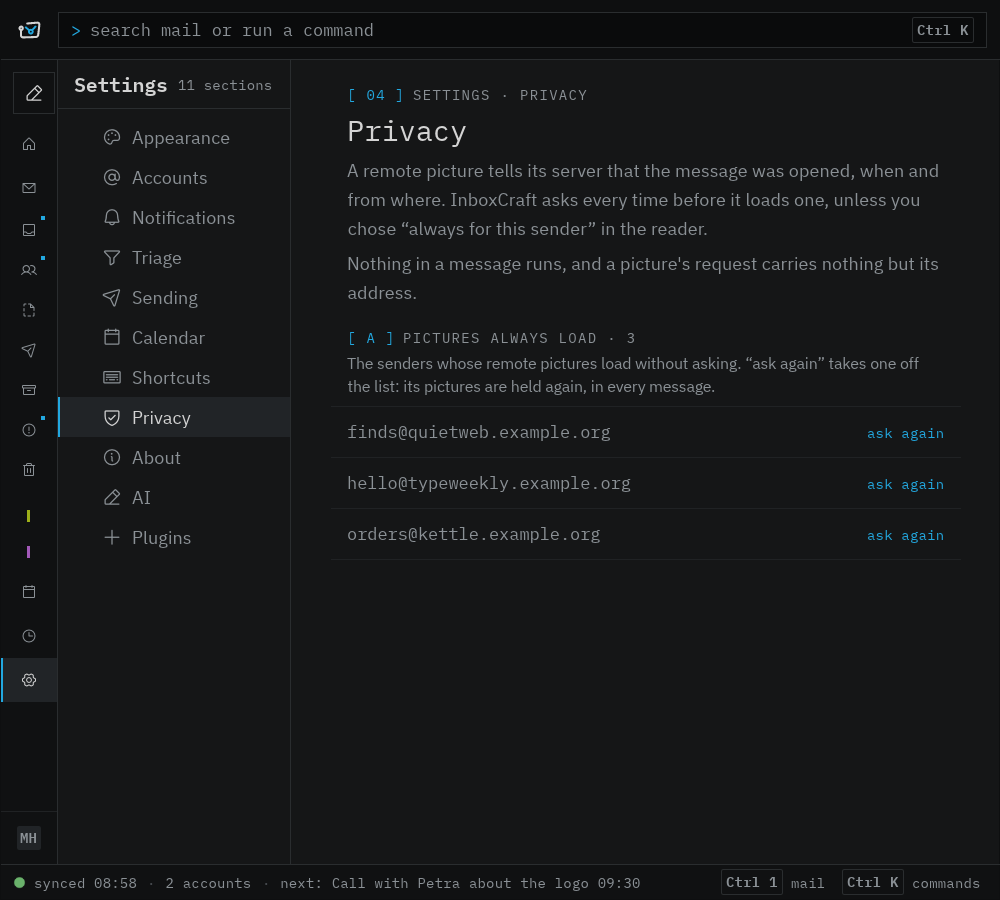 > search mail or run a command
Ctrl K
Settings 11 sections
Appearance
Accounts
Notifications
Triage
Sending
Calendar
Shortcuts
Privacy
About
AI
Plugins
[ 04 ] SETTINGS · PRIVACY
Privacy
A remote picture tells its server that the message was opened, when and
from where. InboxCraft asks every time before it loads one, unless you
chose “always for this sender” in the reader.
Nothing in a message runs, and a picture's request carries nothing but its
address.
[ A ] PICTURES ALWAYS LOAD · 3
The senders whose remote pictures load without asking. “ask again” takes one off
the list: its pictures are held again, in every message.
finds@quietweb.example.org ask again
hello@typeweekly.example.org ask again
orders@kettle.example.org ask again
MH
synced 08:58 · 2 accounts · next: Call with Petra about the logo 09:30
Ctrl 1 mail Ctrl K commands